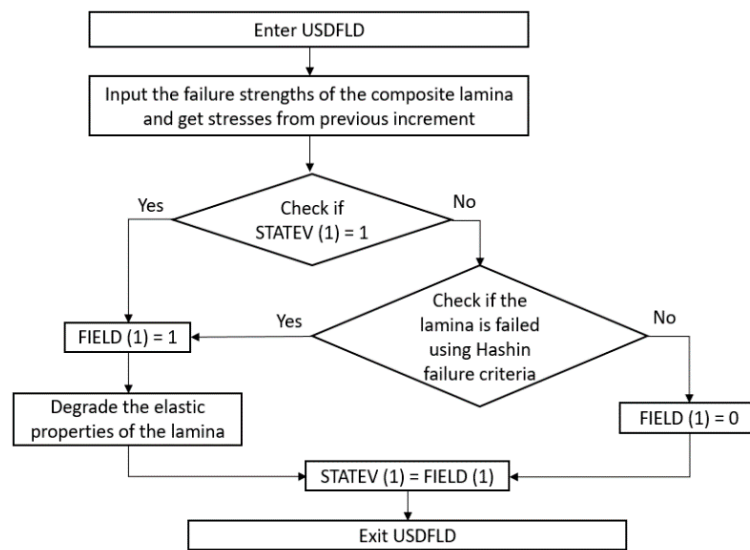 Enter USDFLD
Input the failure strengths of the composite lamina
and get stresses from previous increment
Yes
No
Check if
STATEV (1) = 1
Yes
Check if the
lamina is failed
using Hashin
failure criteria
No
FIELD (1) = 1
Degrade the elastic
properties of the lamina
FIELD (1) = 0
STATEV (1) = FIELD (1)
Exit USDFLD